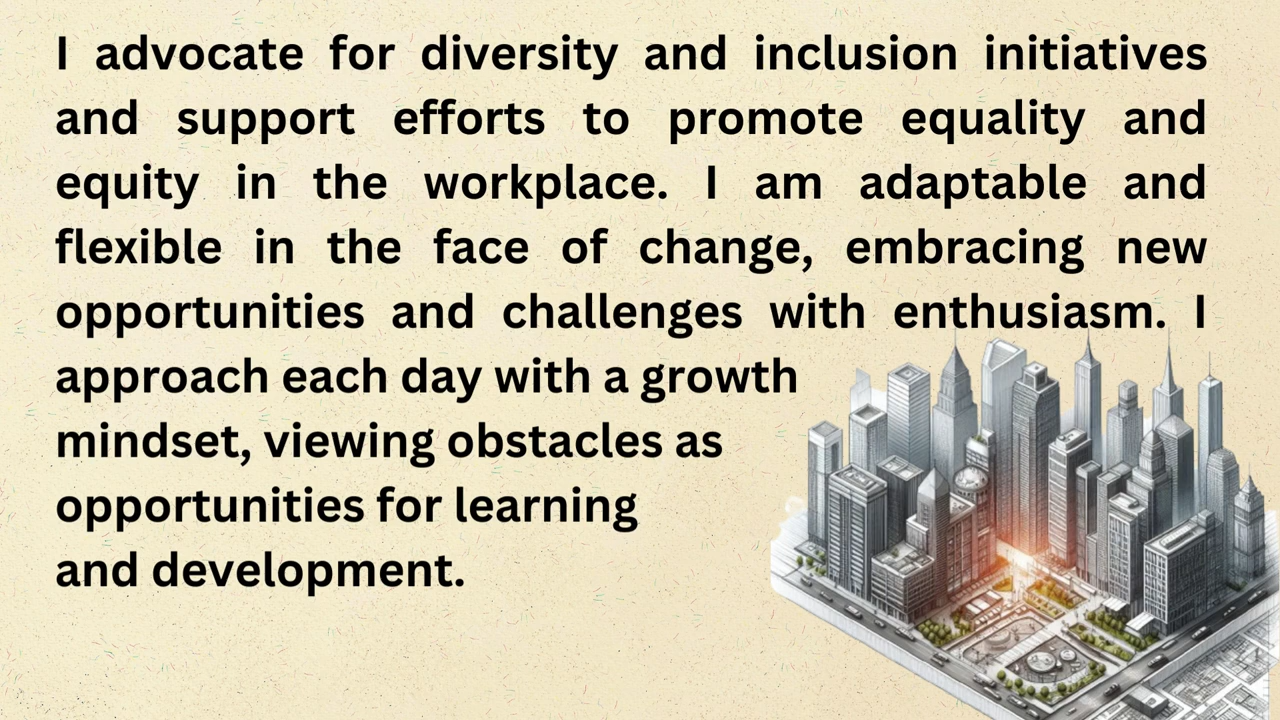 I advocate for diversity and inclusion initiatives
and support efforts to promote equality and
equity in the workplace. I am adaptable and
flexible in the face of change, embracing new
opportunities and challenges with enthusiasm. I
approach each day with a growth
mindset, viewing obstacles as
opportunities for learning
and development.